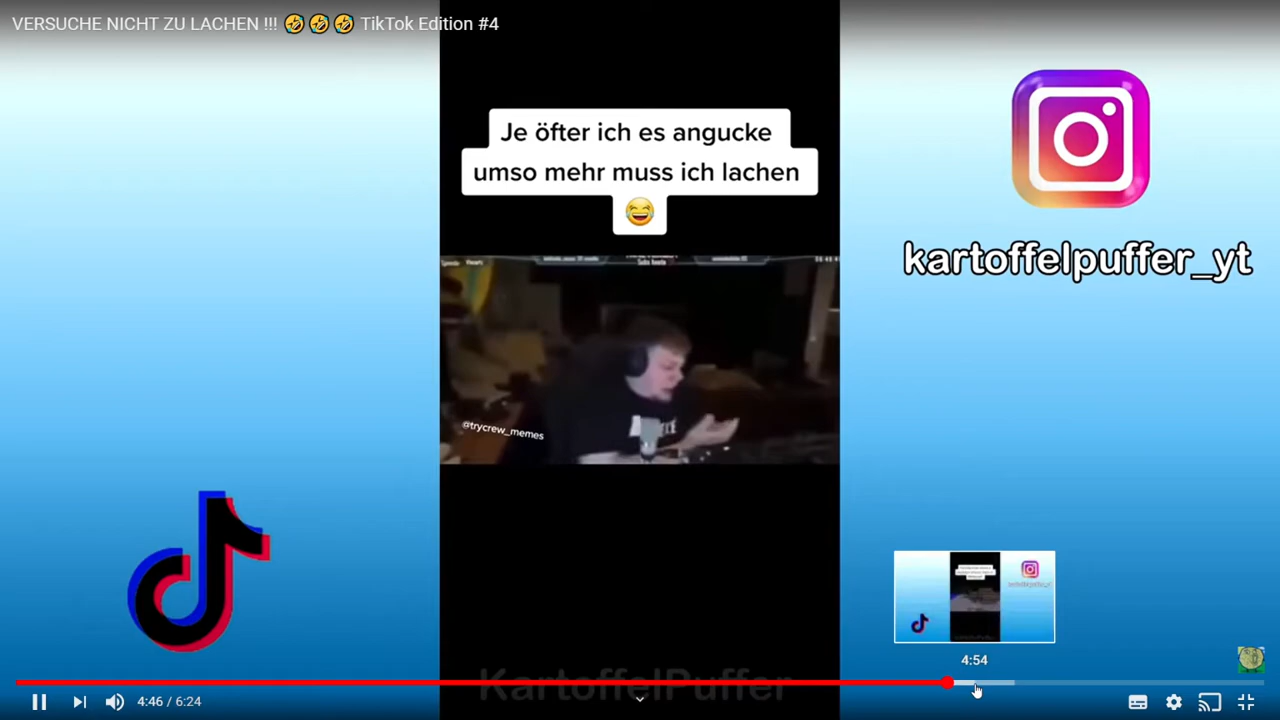 VERSUCHE NICHT ZU LACHEN !!! 🤣🤣🤣 TikTok Edition #4
Je öfter ich es angucke
umso mehr muss ich lachen
😂
kartoffelpuffer_yt
@trycrew_memes
4:54
KartoffelPuffer
4:46 / 6:24